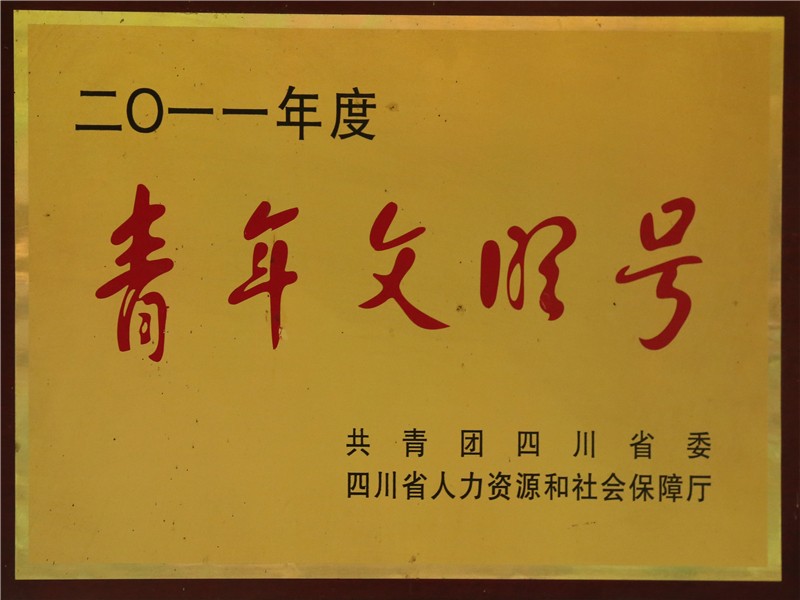 二〇一一年度
青年文明号
共青团四川省委
四川省人力资源和社会保障厅